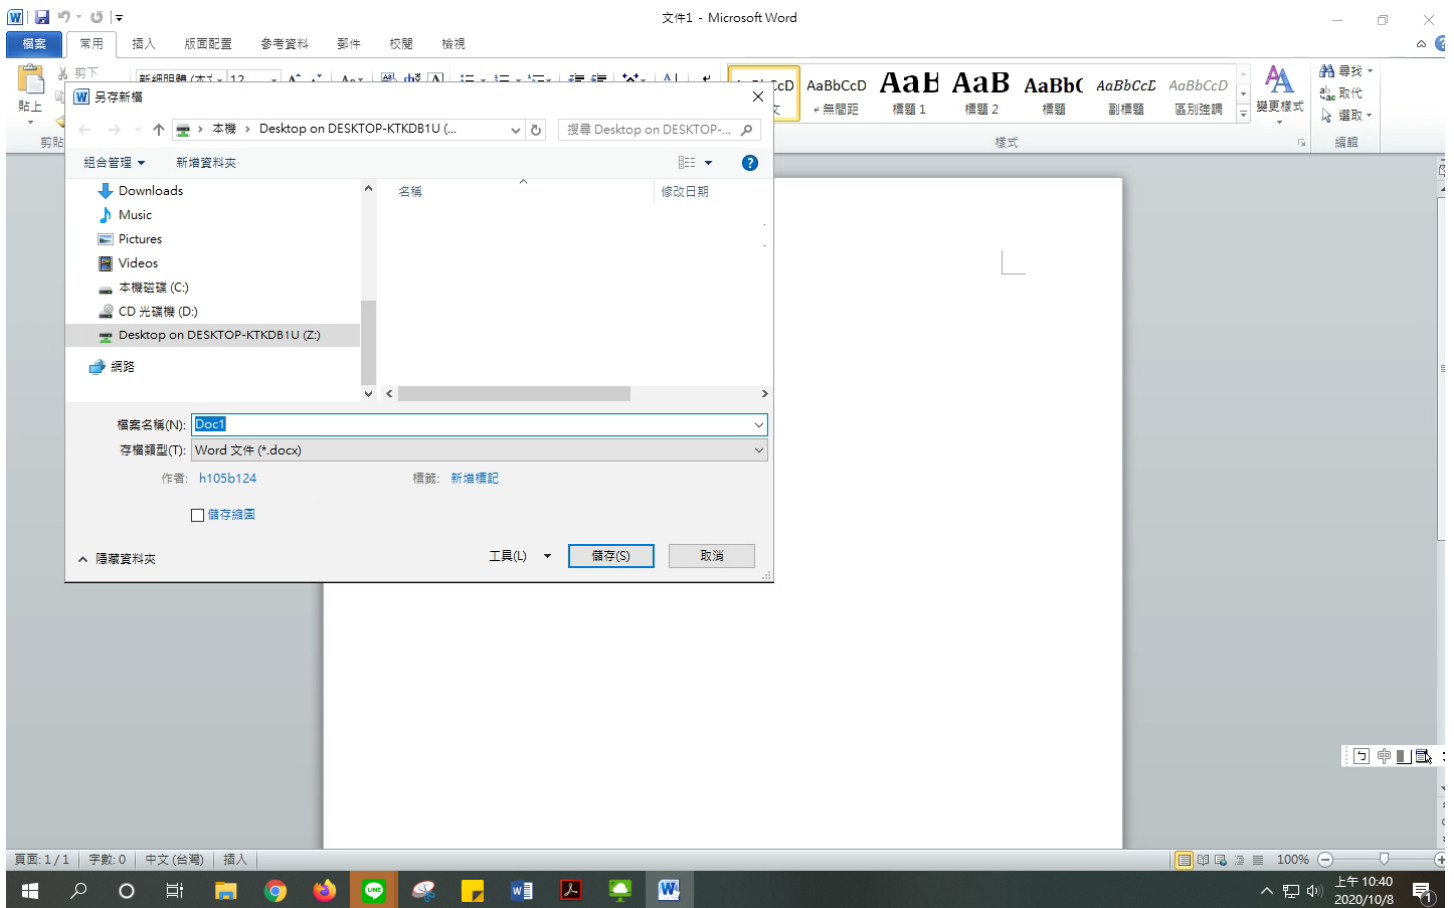 文件1 - Microsoft Word
檔案 常用 插入 版面配置 參考資料 郵件 校閱 檢視
剪下
貼上
12
AaBbCcD AaB AaBb( AaBbCcD AaBbCcD
無間距 標題 1 標題 2 標題 副標題 區別強調
變更樣式
尋找
取代
選取
樣式 編輯
另存新檔
本機 › Desktop on DESKTOP-KTKDB1U (...
搜尋 Desktop on DESKTOP-...
組合管理 新增資料夾
名稱 修改日期
Downloads
Music
Pictures
Videos
本機磁碟 (C:)
CD 光碟機 (D:)
Desktop on DESKTOP-KTKDB1U (Z:)
網路
檔案名稱(N): Doc1
存檔類型(T): Word 文件 (*.docx)
作者: h105b124 標籤: 新增標記
儲存縮圖
隱藏資料夾 工具(L) 儲存(S) 取消
中
頁面: 1 / 1 字數: 0 中文 (台灣) 插入 100%
LINE
上午 10:40
2020/10/8